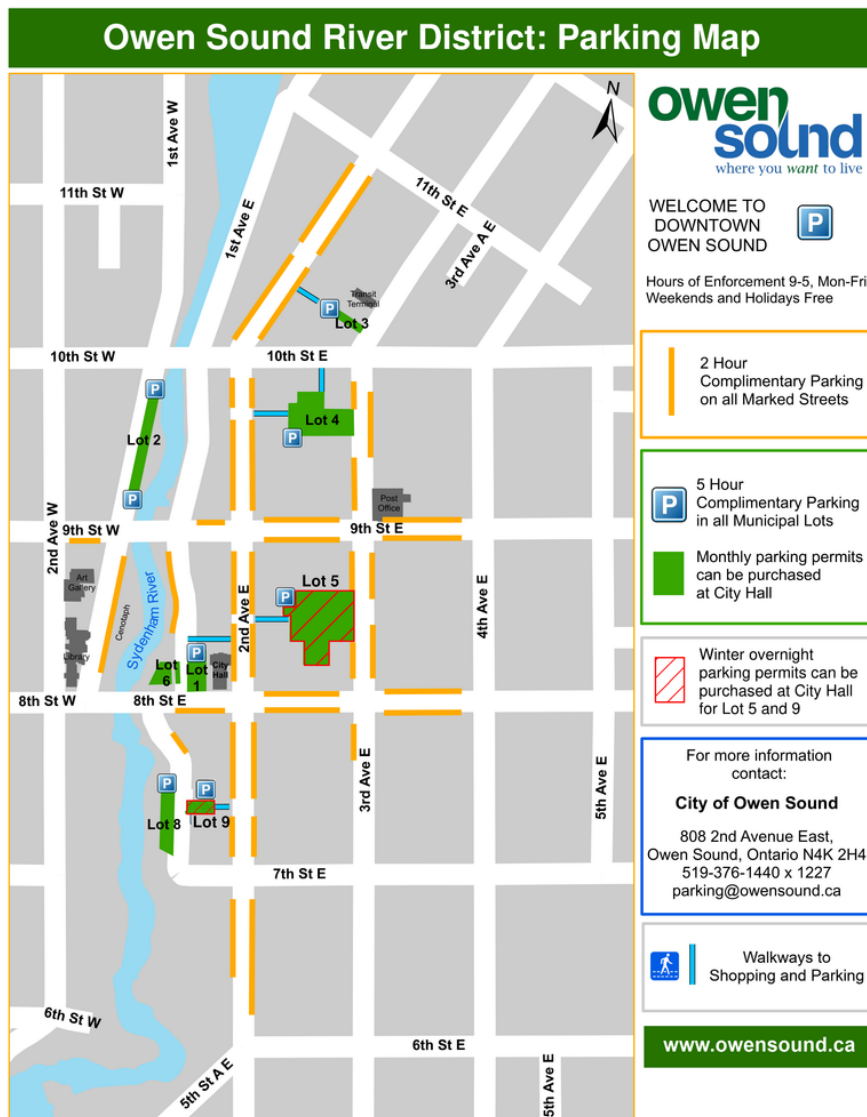 Owen Sound River District: Parking Map
N
1st Ave W
11th St W
1st Ave E
11th St E
3rd Ave A E
Transit
Terminal
P
Lot 3
10th St W
10th St E
P
Lot 2
P
Lot 4
P
2nd Ave W
9th St W
Post
Office
9th St E
Art
Gallery
Cenotaph
Library
Sydenham River
2nd Ave E
Lot 5
P
4th Ave E
P
Lot
6
Lot
1
City
Hall
8th St W
8th St E
P
P
Lot 8
Lot 9
3rd Ave E
5th Ave E
7th St E
6th St W
6th St E
5th St A E
5th Ave E
owen
sound
where you want to live
WELCOME TO
DOWNTOWN
OWEN SOUND
P
Hours of Enforcement 9-5, Mon-Fri
Weekends and Holidays Free
2 Hour
Complimentary Parking
on all Marked Streets
P
5 Hour
Complimentary Parking
in all Municipal Lots
Monthly parking permits
can be purchased
at City Hall
Winter overnight
parking permits can be
purchased at City Hall
for Lot 5 and 9
For more information
contact:
City of Owen Sound
808 2nd Avenue East,
Owen Sound, Ontario N4K 2H4
519-376-1440 x 1227
parking@owensound.ca
Walkways to
Shopping and Parking
www.owensound.ca